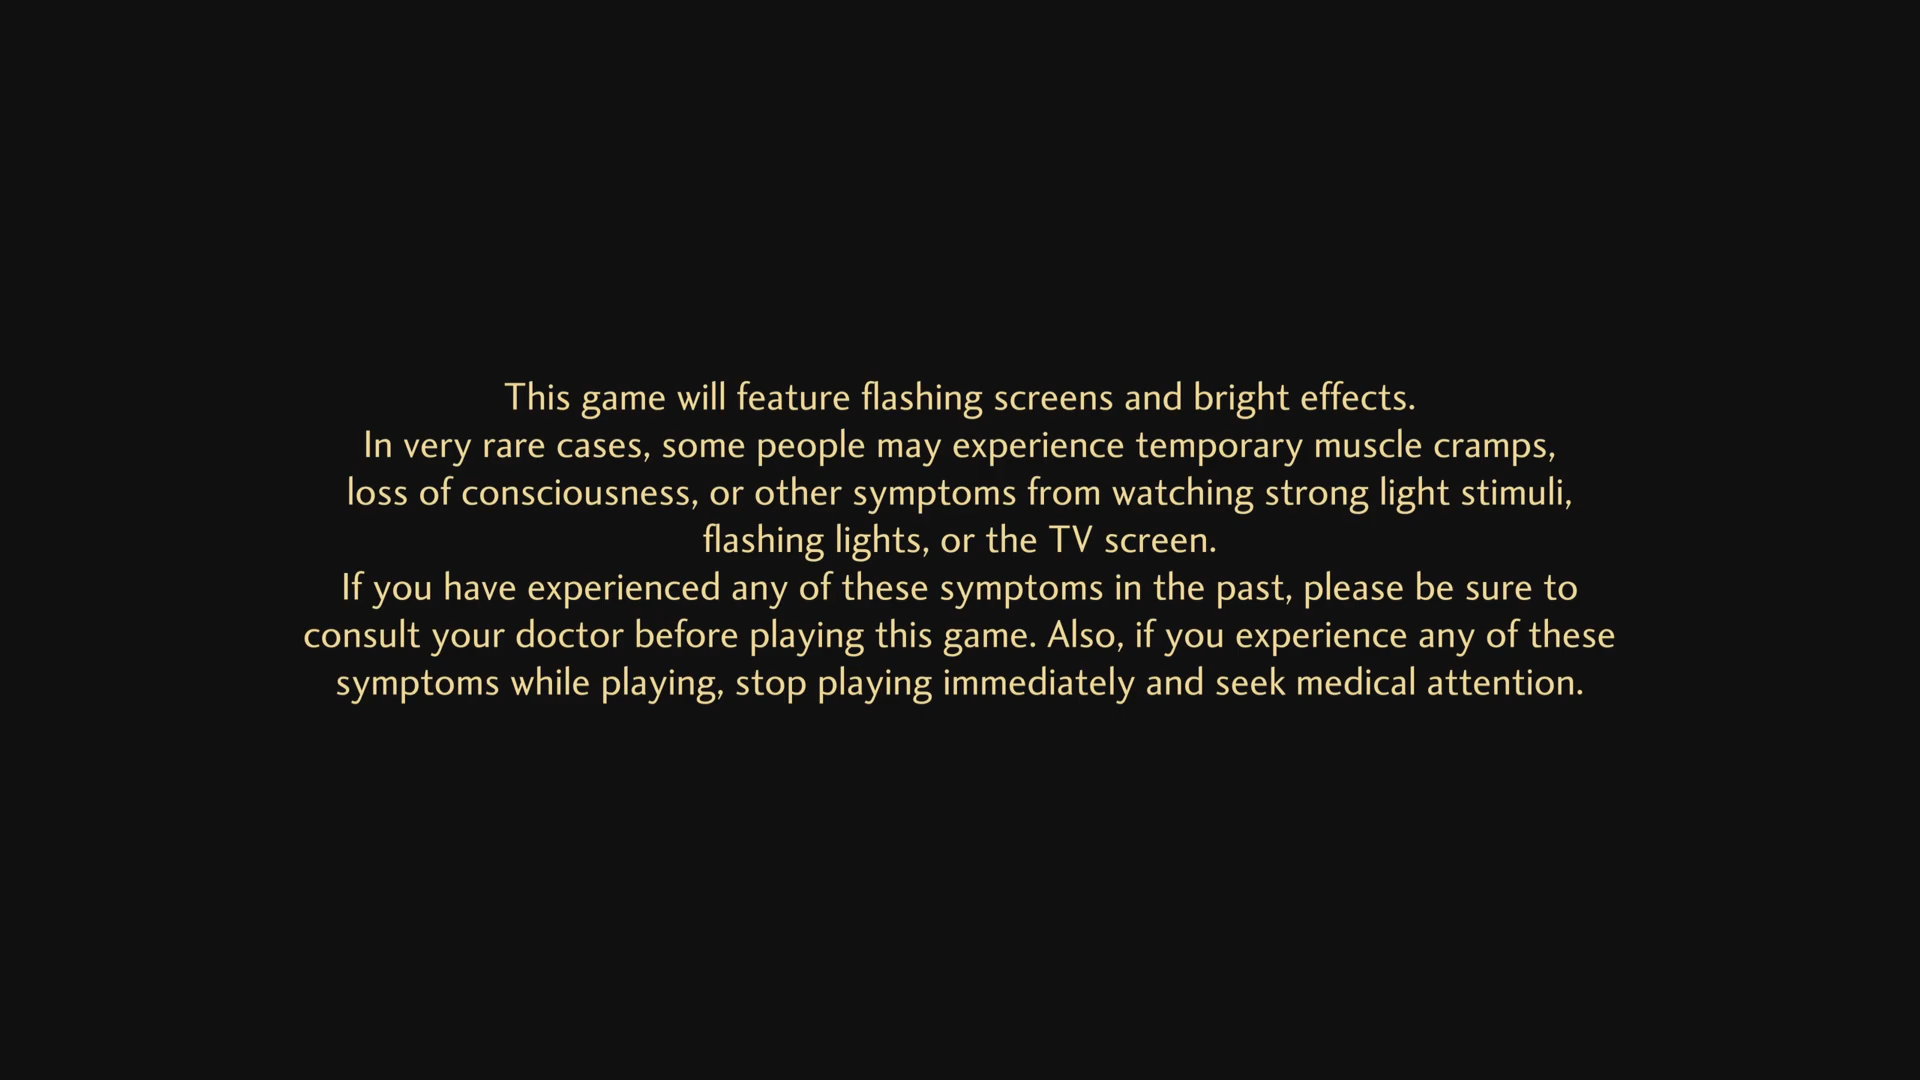 This game will feature flashing screens and bright effects.
In very rare cases, some people may experience temporary muscle cramps,
loss of consciousness, or other symptoms from watching strong light stimuli,
flashing lights, or the TV screen.
If you have experienced any of these symptoms in the past, please be sure to
consult your doctor before playing this game. Also, if you experience any of these
symptoms while playing, stop playing immediately and seek medical attention.